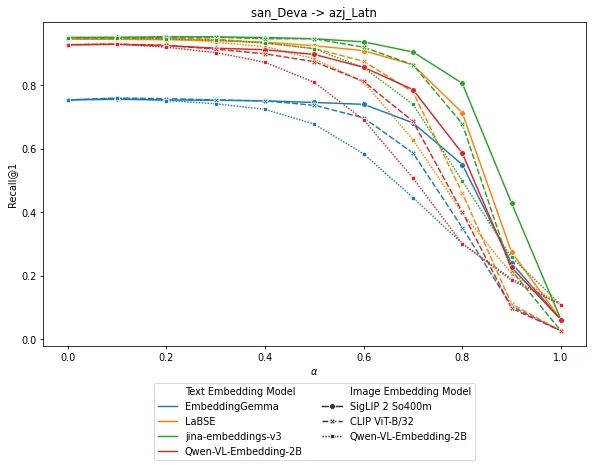 san_Deva -> azj_Latn
Recall@1
0.8
0.6
0.4
0.2
0.0
0.0 0.2 0.4 0.6 0.8 1.0
α
Text Embedding Model
EmbeddingGemma
LaBSE
jina-embeddings-v3
Qwen-VL-Embedding-2B
Image Embedding Model
SigLIP 2 So400m
CLIP ViT-B/32
Qwen-VL-Embedding-2B